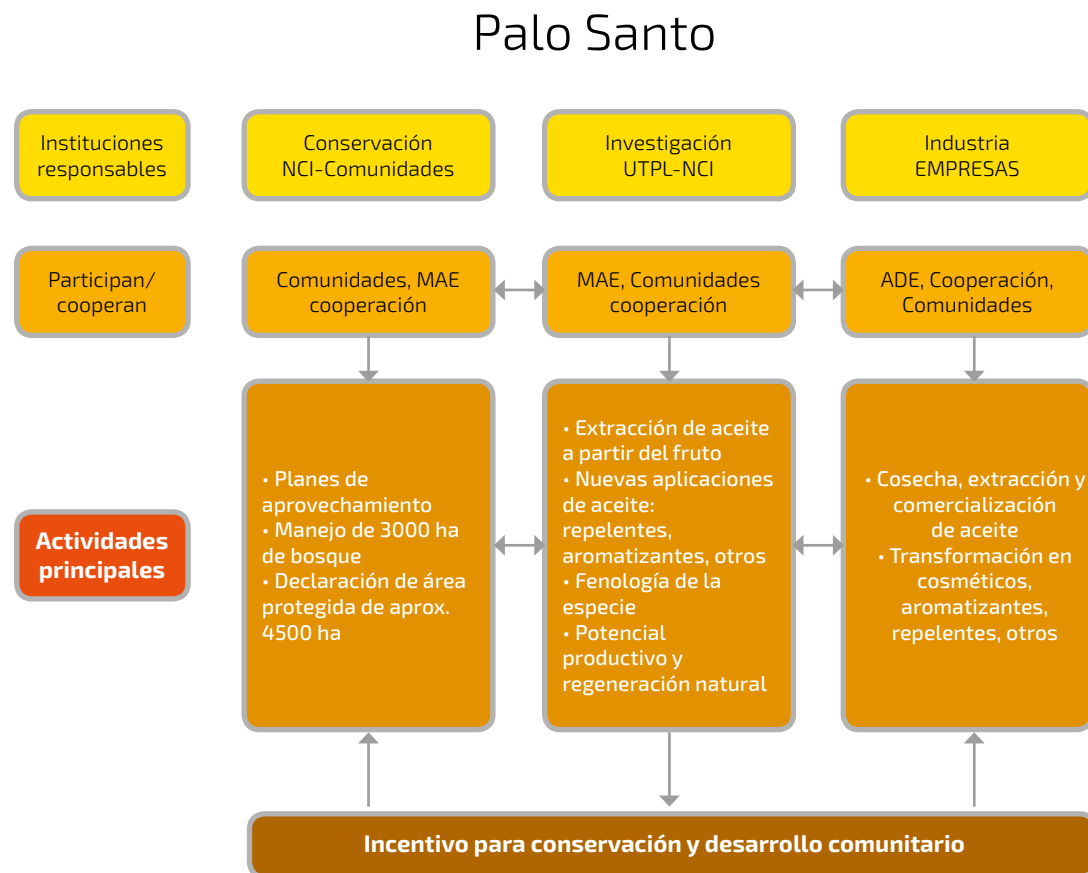 Palo Santo
Instituciones
responsables
Conservación
NCI-Comunidades
Investigación
UTPL-NCI
Industria
EMPRESAS
Participan/
cooperan
Comunidades, MAE
cooperación
MAE, Comunidades
cooperación
ADE, Cooperación,
Comunidades
Actividades
principales
• Planes de
aprovechamiento
• Manejo de 3000 ha
de bosque
• Declaración de área
protegida de aprox.
4500 ha
• Extracción de aceite
a partir del fruto
• Nuevas aplicaciones
de aceite:
repelentes,
aromatizantes, otros
• Fenología de la
especie
• Potencial
productivo y
regeneración natural
• Cosecha, extracción y
comercialización
de aceite
• Transformación en
cosméticos,
aromatizantes,
repelentes, otros
Incentivo para conservación y desarrollo comunitario